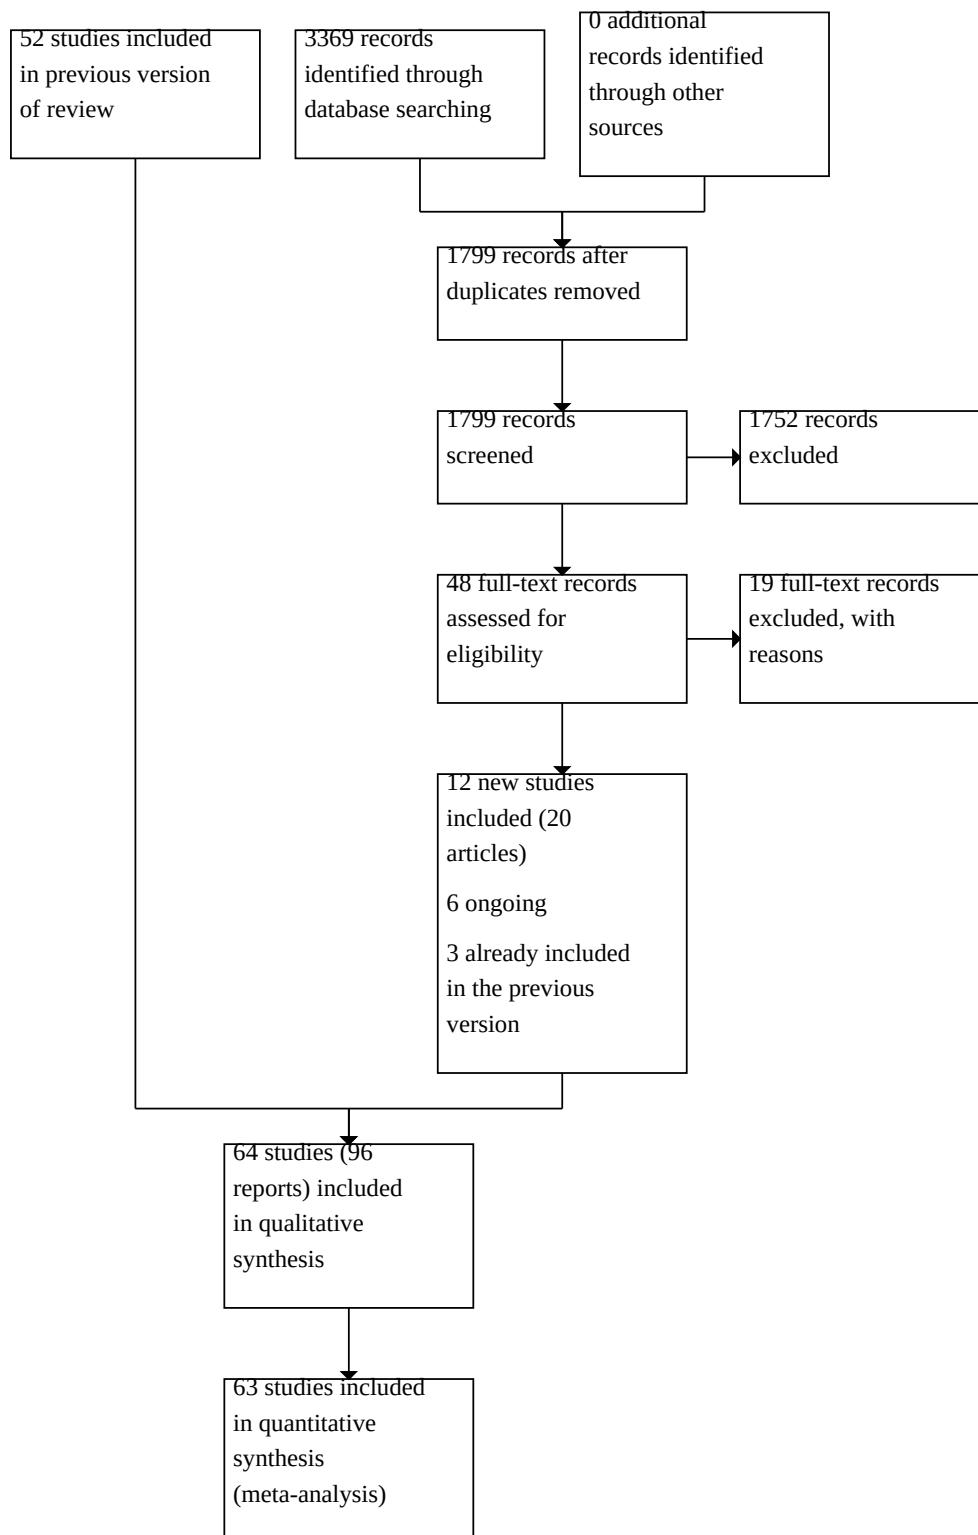 52 studies included
in previous version
of review
3369 records
identified through
database searching
0 additional
records identified
through other
sources
1799 records after
duplicates removed
1799 records
screened
1752 records
excluded
48 full-text records
assessed for
eligibility
19 full-text records
excluded, with
reasons
12 new studies
included (20
articles)
6 ongoing
3 already included
in the previous
version
64 studies (96
reports) included
in qualitative
synthesis
63 studies included
in quantitative
synthesis
(meta-analysis)